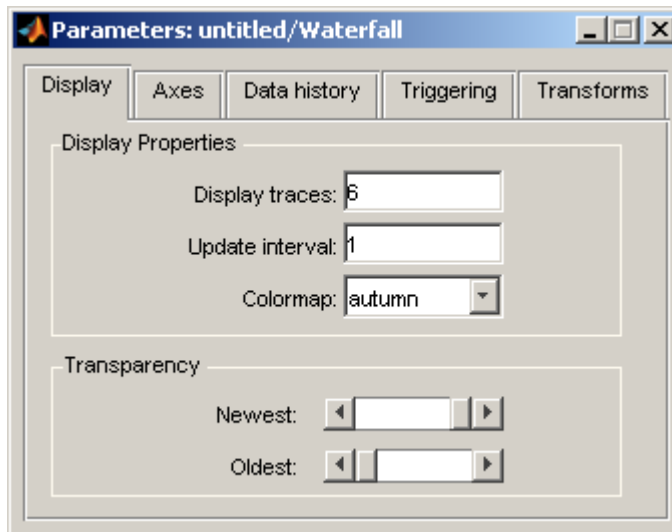 Parameters: untitled/Waterfall
Display Axes Data history Triggering Transforms
Display Properties
Display traces: 6
Update interval: 1
Colormap: autumn
Transparency
Newest:
Oldest: